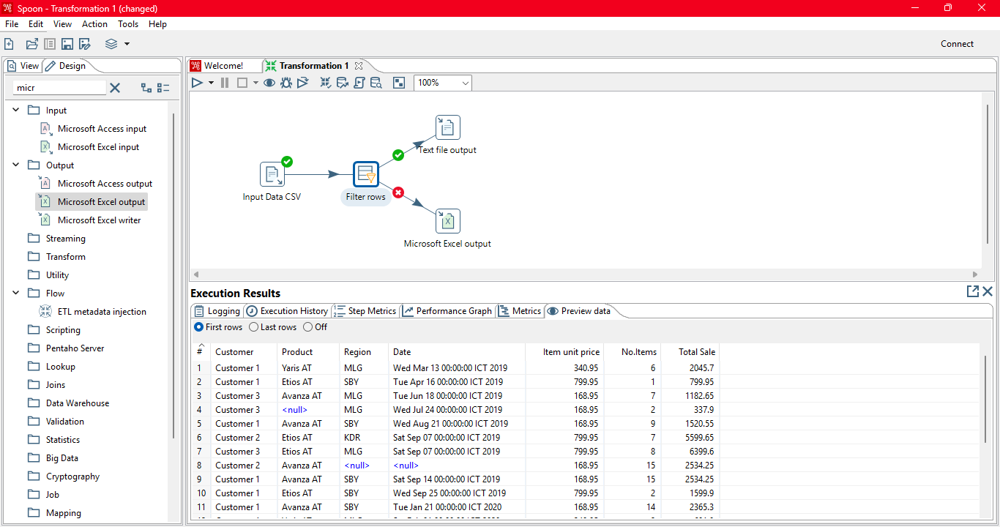 Spoon - Transformation 1 (changed)
File Edit View Action Tools Help
Connect
View Design
Welcome! Transformation 1
micr
100%
Input
Microsoft Access input
Microsoft Excel input
Output
Microsoft Access output
Microsoft Excel output
Microsoft Excel writer
Streaming
Transform
Utility
Flow
ETL metadata injection
Scripting
Pentaho Server
Lookup
Joins
Data Warehouse
Validation
Statistics
Big Data
Cryptography
Job
Mapping
Text file output
Input Data CSV
Filter rows
Microsoft Excel output
Execution Results
Logging Execution History Step Metrics Performance Graph Metrics Preview data
First rows Last rows Off
# Customer Product Region Date Item unit price No.Items Total Sale
1 Customer 1 Yaris AT MLG Wed Mar 13 00:00:00 ICT 2019 340.95 6 2045.7
2 Customer 1 Etios AT SBY Tue Apr 16 00:00:00 ICT 2019 799.95 1 799.95
3 Customer 3 Avanza AT MLG Tue Jun 18 00:00:00 ICT 2019 168.95 7 1182.65
4 Customer 3 <null> MLG Wed Jul 24 00:00:00 ICT 2019 168.95 2 337.9
5 Customer 1 Avanza AT SBY Wed Aug 21 00:00:00 ICT 2019 168.95 9 1520.55
6 Customer 2 Etios AT KDR Sat Sep 07 00:00:00 ICT 2019 799.95 7 5599.65
7 Customer 3 Etios AT MLG Sat Sep 07 00:00:00 ICT 2019 799.95 8 6399.6
8 Customer 2 Avanza AT <null> <null> 168.95 15 2534.25
9 Customer 1 Avanza AT SBY Sat Sep 14 00:00:00 ICT 2019 168.95 15 2534.25
10 Customer 1 Etios AT SBY Wed Sep 25 00:00:00 ICT 2019 799.95 2 1599.9
11 Customer 1 Avanza AT SBY Tue Jan 21 00:00:00 ICT 2020 168.95 14 2365.3